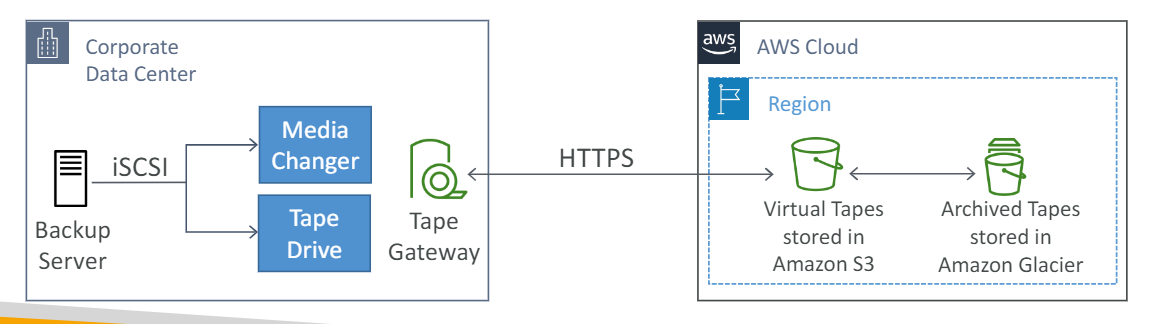 Corporate
Data Center
Backup
Server
iSCSI
Media
Changer
Tape
Drive
Tape
Gateway
HTTPS
aws
AWS Cloud
Region
Virtual Tapes
stored in
Amazon S3
Archived Tapes
stored in
Amazon Glacier